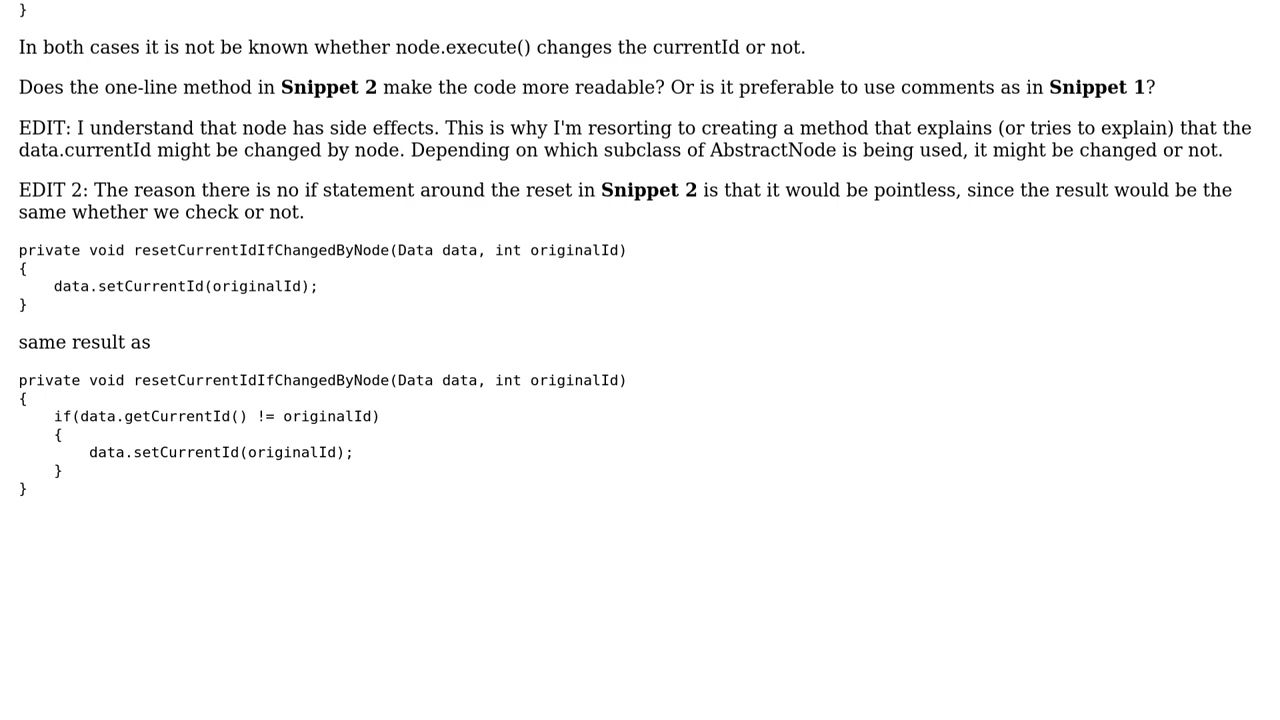 }
In both cases it is not be known whether node.execute() changes the currentId or not.
Does the one-line method in Snippet 2 make the code more readable? Or is it preferable to use comments as in Snippet 1?
EDIT: I understand that node has side effects. This is why I'm resorting to creating a method that explains (or tries to explain) that the
data.currentId might be changed by node. Depending on which subclass of AbstractNode is being used, it might be changed or not.
EDIT 2: The reason there is no if statement around the reset in Snippet 2 is that it would be pointless, since the result would be the
same whether we check or not.
private void resetCurrentIdIfChangedByNode(Data data, int originalId)
{
    data.setCurrentId(originalId);
}
same result as
private void resetCurrentIdIfChangedByNode(Data data, int originalId)
{
    if(data.getCurrentId() != originalId)
    {
        data.setCurrentId(originalId);
    }
}